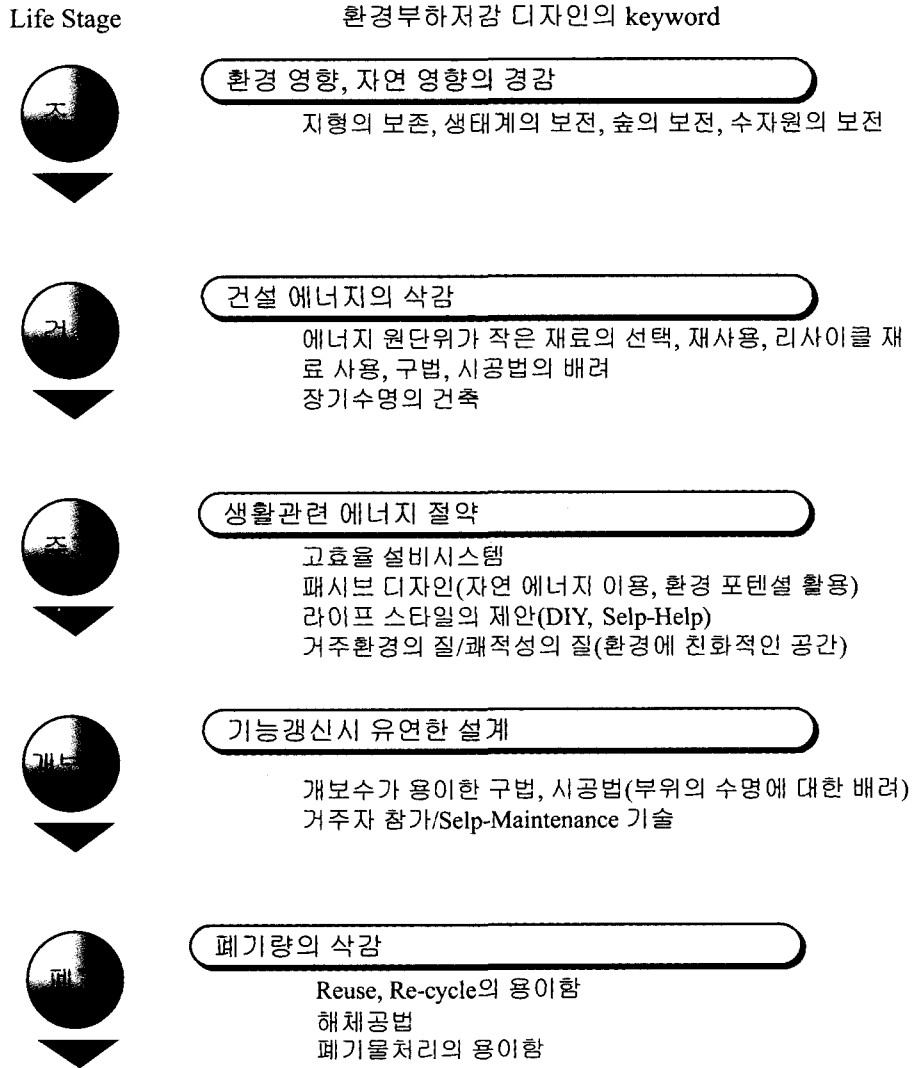 Life Stage 환경부하저감 디자인의 keyword
환경 영향, 자연 영향의 경감
지형의 보존, 생태계의 보전, 숲의 보전, 수자원의 보전
건설 에너지의 삭감
에너지 원단위가 작은 재료의 선택, 재사용, 리사이클 재
료 사용, 구법, 시공법의 배려
장기수명의 건축
생활관련 에너지 절약
고효율 설비시스템
패시브 디자인(자연 에너지 이용, 환경 포텐셜 활용)
라이프 스타일의 제안(DIY, Selp-Help)
거주환경의 질/쾌적성의 질(환경에 친화적인 공간)
기능갱신시 유연한 설계
개보수가 용이한 구법, 시공법(부위의 수명에 대한 배려)
거주자 참가/Selp-Maintenance 기술
폐기량의 삭감
Reuse, Re-cycle의 용이함
해체공법
폐기물처리의 용이함